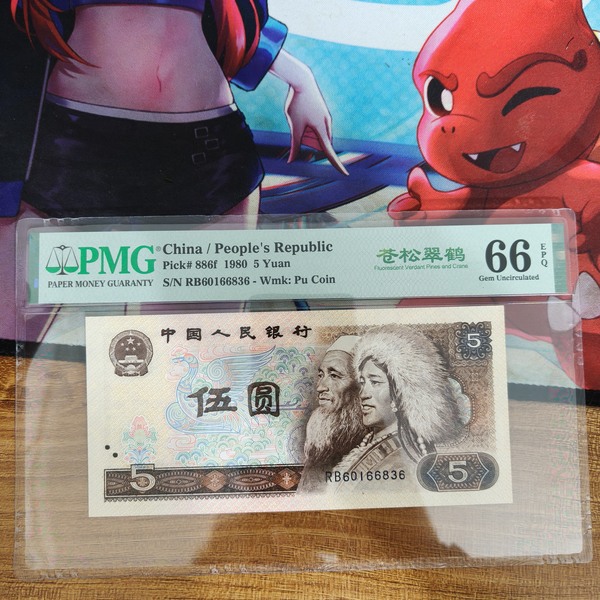 PMG
PAPER MONEY GUARANTY
China / People's Republic
Pick# 886f 1980 5 Yuan
S/N RB60166836 - Wmk: Pu Coin
苍松翠鹤
Fluorescent Verdant Pines and Crane
66 EPQ
Gem Uncirculated
中国人民银行
5
伍圆
RB60166836
5
5